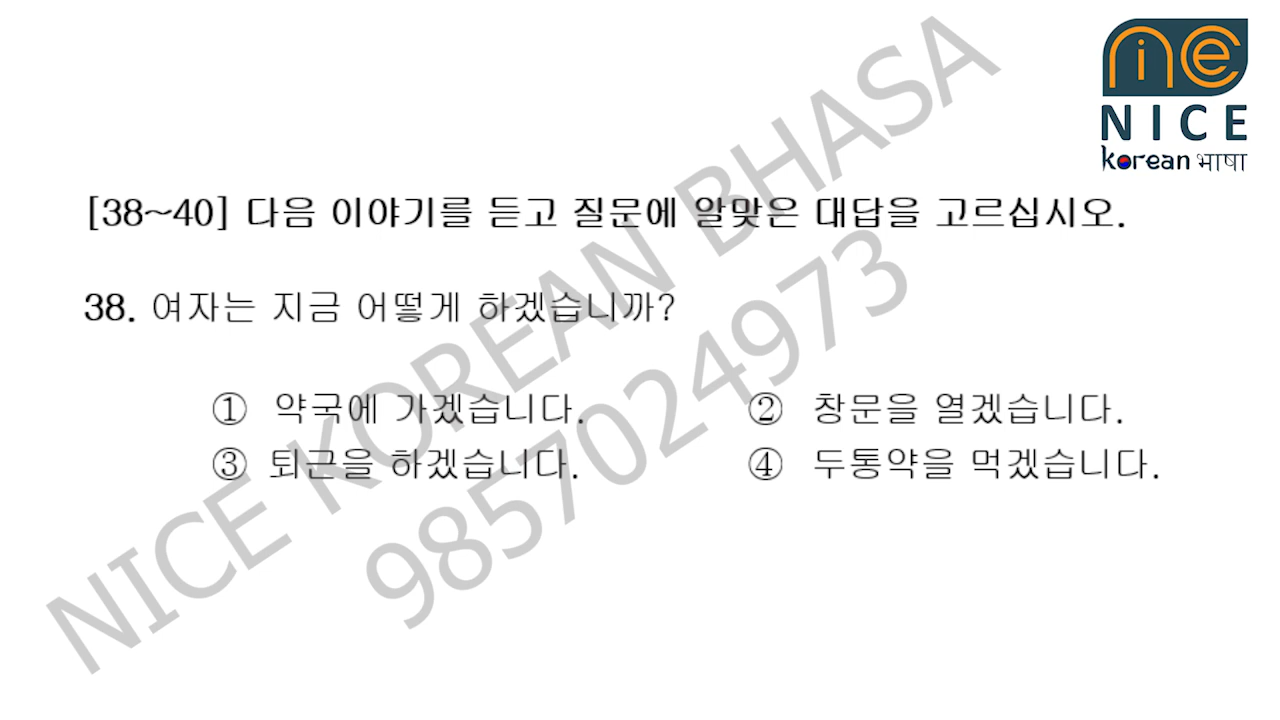 nie
NICE
korean भाषा
[38~40] 다음 이야기를 듣고 질문에 알맞은 대답을 고르십시오.
38. 여자는 지금 어떻게 하겠습니까?
① 약국에 가겠습니다. ② 창문을 열겠습니다.
③ 퇴근을 하겠습니다. ④ 두통약을 먹겠습니다.
NICE KOREAN BHASA
9857024973